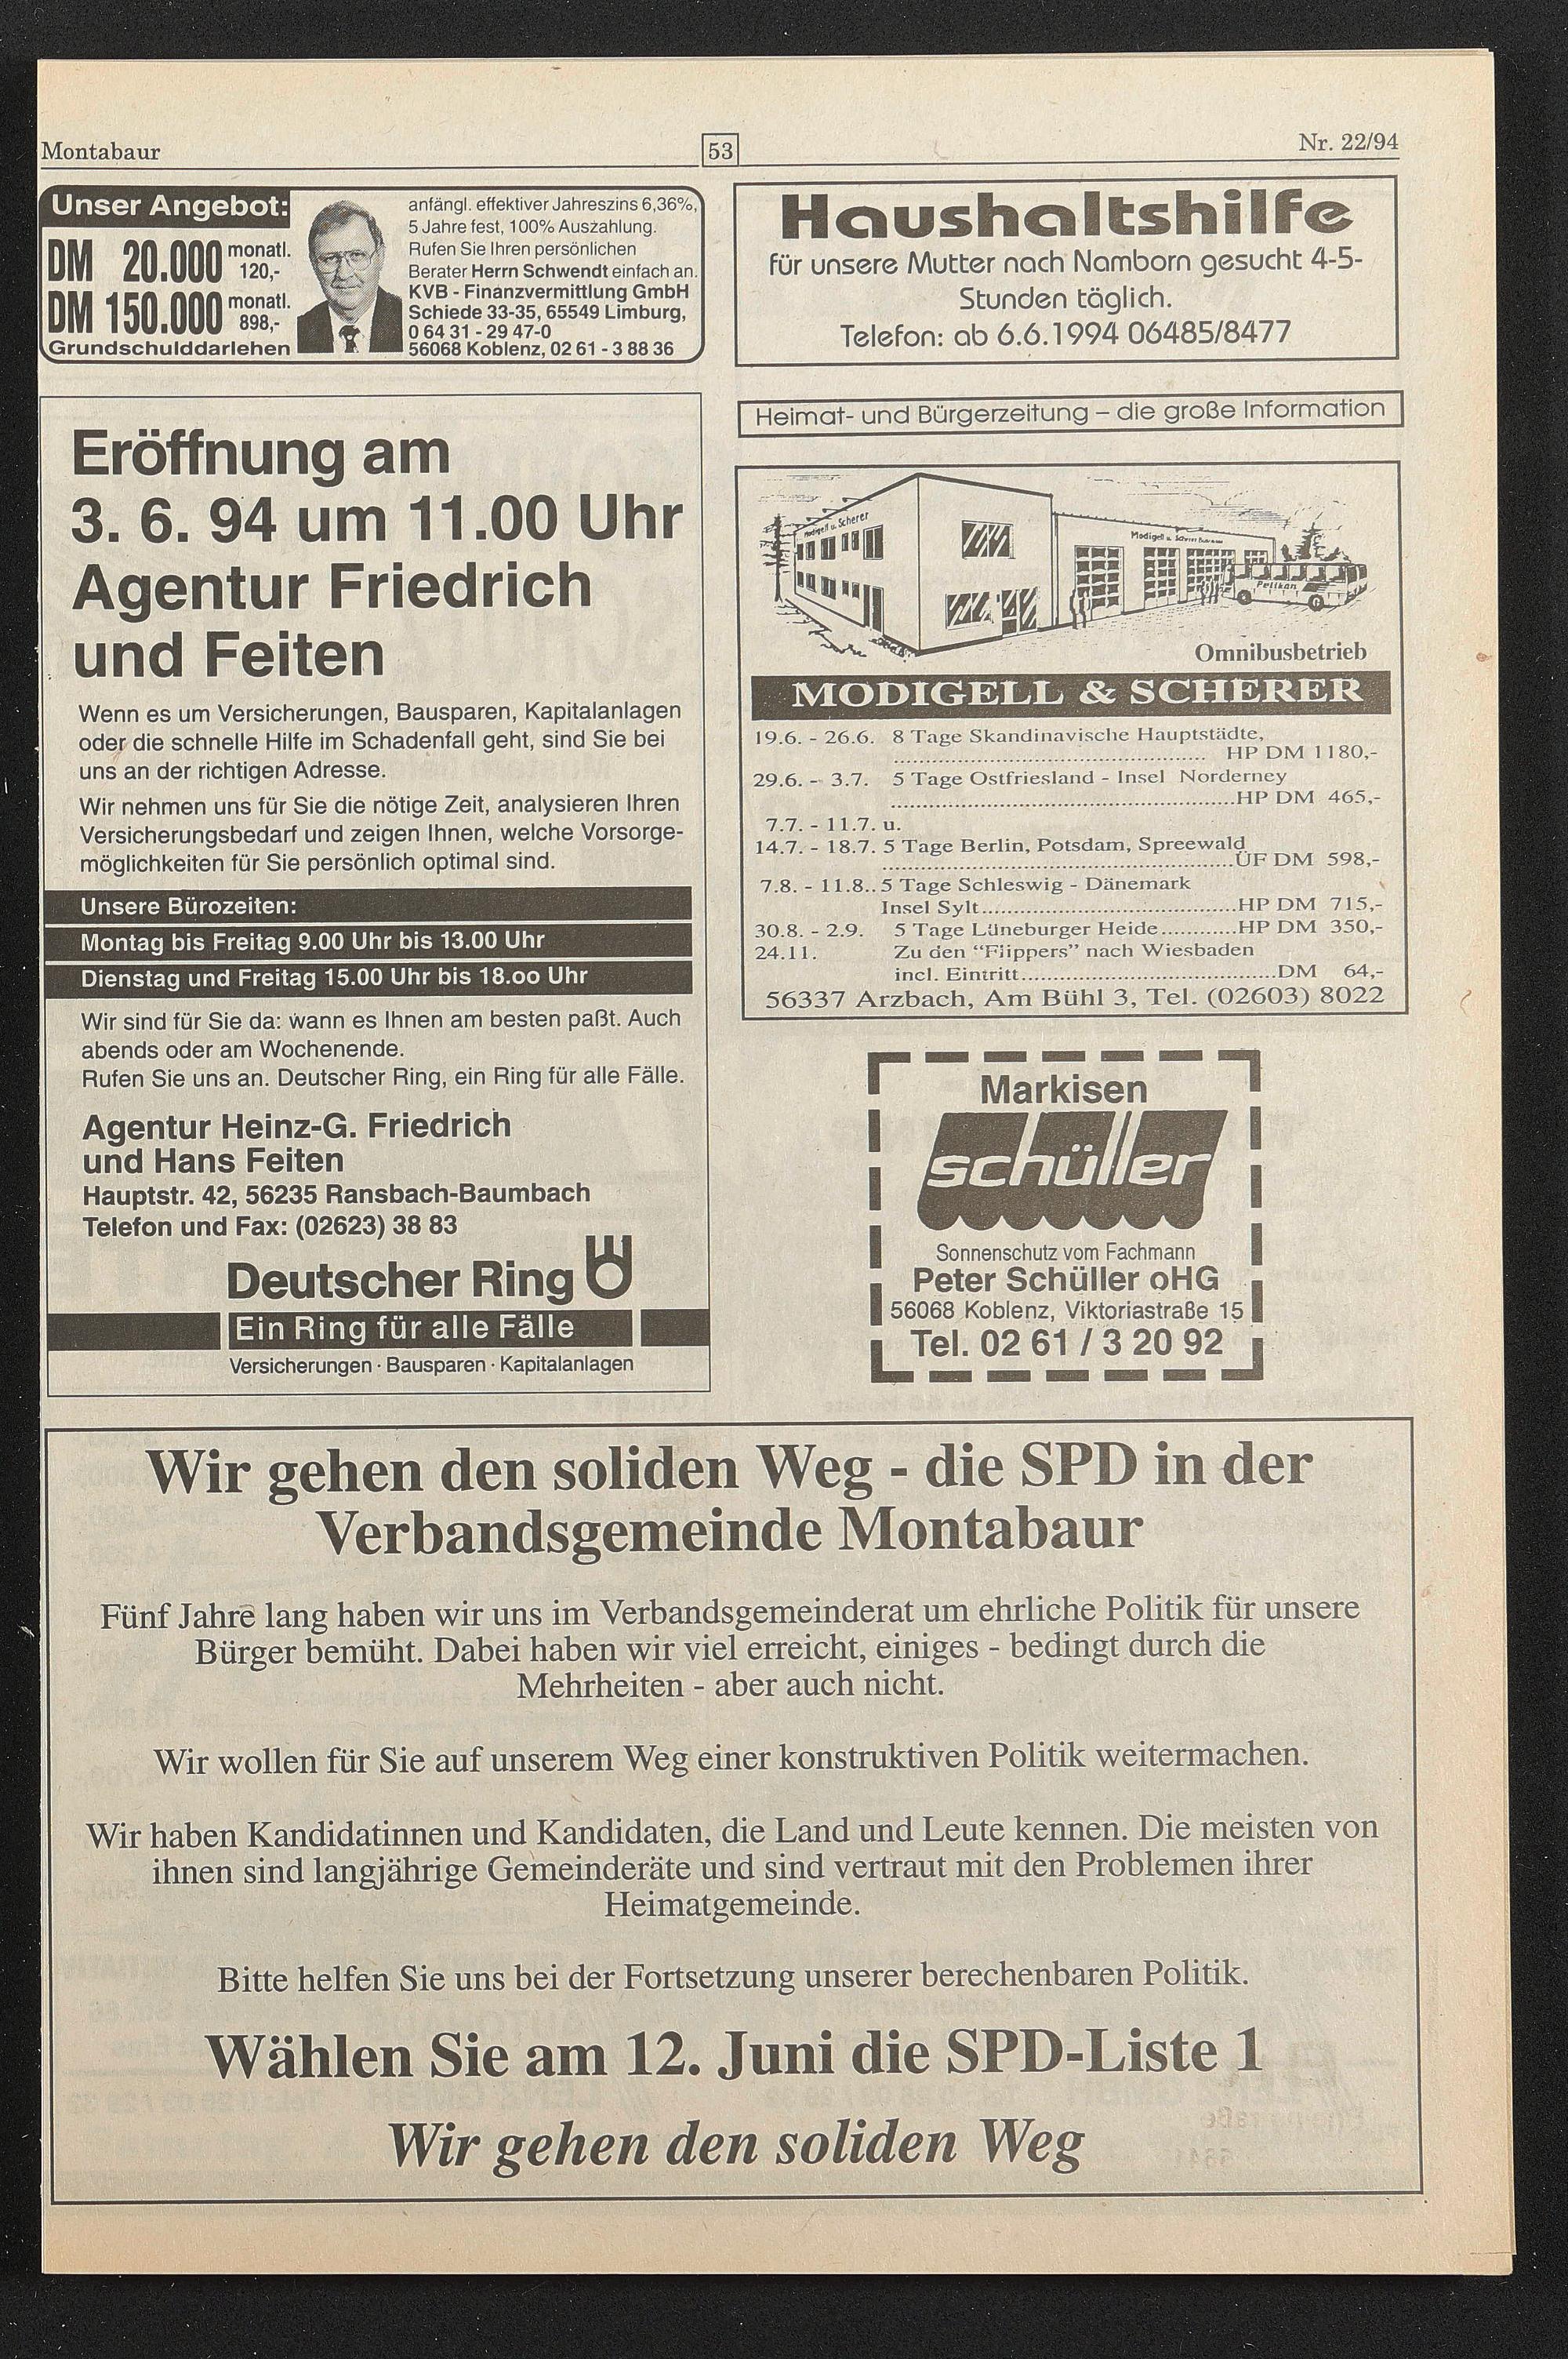 Montabaur
53
Nr. 22/94
Unser Angebot:
DM 20.000 monatl. 120,-
DM 150.000 monatl. 898,-
Grundschulddarlehen
anfängl. effektiver Jahreszins 6,36%,
5 Jahre fest, 100% Auszahlung.
Rufen Sie Ihren persönlichen
Berater Herrn Schwendt einfach an.
KVB - Finanzvermittlung GmbH
Schiede 33-35, 65549 Limburg,
0 64 31 - 29 47-0
56068 Koblenz, 02 61 - 3 88 36
Eröffnung am
3. 6. 94 um 11.00 Uhr
Agentur Friedrich
und Feiten
Wenn es um Versicherungen, Bausparen, Kapitalanlagen
oder die schnelle Hilfe im Schadenfall geht, sind Sie bei
uns an der richtigen Adresse.
Wir nehmen uns für Sie die nötige Zeit, analysieren Ihren
Versicherungsbedarf und zeigen Ihnen, welche Vorsorge-
möglichkeiten für Sie persönlich optimal sind.
Unsere Bürozeiten:
Montag bis Freitag 9.00 Uhr bis 13.00 Uhr
Dienstag und Freitag 15.00 Uhr bis 18.oo Uhr
Wir sind für Sie da: wann es Ihnen am besten paßt. Auch
abends oder am Wochenende.
Rufen Sie uns an. Deutscher Ring, ein Ring für alle Fälle.
Agentur Heinz-G. Friedrich
und Hans Feiten
Hauptstr. 42, 56235 Ransbach-Baumbach
Telefon und Fax: (02623) 38 83
Deutscher Ring
Ein Ring für alle Fälle
Versicherungen · Bausparen · Kapitalanlagen
Haushaltshilfe
für unsere Mutter nach Namborn gesucht 4-5-
Stunden täglich.
Telefon: ab 6.6.1994 06485/8477
Heimat- und Bürgerzeitung – die große Information
Modigell u. Scherer
Modigell u. Scherer
Pelikan
Omnibusbetrieb
MODIGELL & SCHERER
19.6. - 26.6. 8 Tage Skandinavische Hauptstädte,
.................................................. HP DM 1180,-
29.6. - 3.7. 5 Tage Ostfriesland - Insel Norderney
.......................................................HP DM 465,-
7.7. - 11.7. u.
14.7. - 18.7. 5 Tage Berlin, Potsdam, Spreewald
.......................................................ÜF DM 598,-
7.8. - 11.8.. 5 Tage Schleswig - Dänemark
Insel Sylt........................................HP DM 715,-
30.8. - 2.9. 5 Tage Lüneburger Heide............HP DM 350,-
24.11. Zu den “Flippers” nach Wiesbaden
incl. Eintritt........................................DM 64,-
56337 Arzbach, Am Bühl 3, Tel. (02603) 8022
Markisen
schüller
Sonnenschutz vom Fachmann
Peter Schüller oHG
56068 Koblenz, Viktoriastraße 15
Tel. 02 61 / 3 20 92
Wir gehen den soliden Weg - die SPD in der
Verbandsgemeinde Montabaur
Fünf Jahre lang haben wir uns im Verbandsgemeinderat um ehrliche Politik für unsere
Bürger bemüht. Dabei haben wir viel erreicht, einiges - bedingt durch die
Mehrheiten - aber auch nicht.
Wir wollen für Sie auf unserem Weg einer konstruktiven Politik weitermachen.
Wir haben Kandidatinnen und Kandidaten, die Land und Leute kennen. Die meisten von
ihnen sind langjährige Gemeinderäte und sind vertraut mit den Problemen ihrer
Heimatgemeinde.
Bitte helfen Sie uns bei der Fortsetzung unserer berechenbaren Politik.
Wählen Sie am 12. Juni die SPD-Liste 1
Wir gehen den soliden Weg